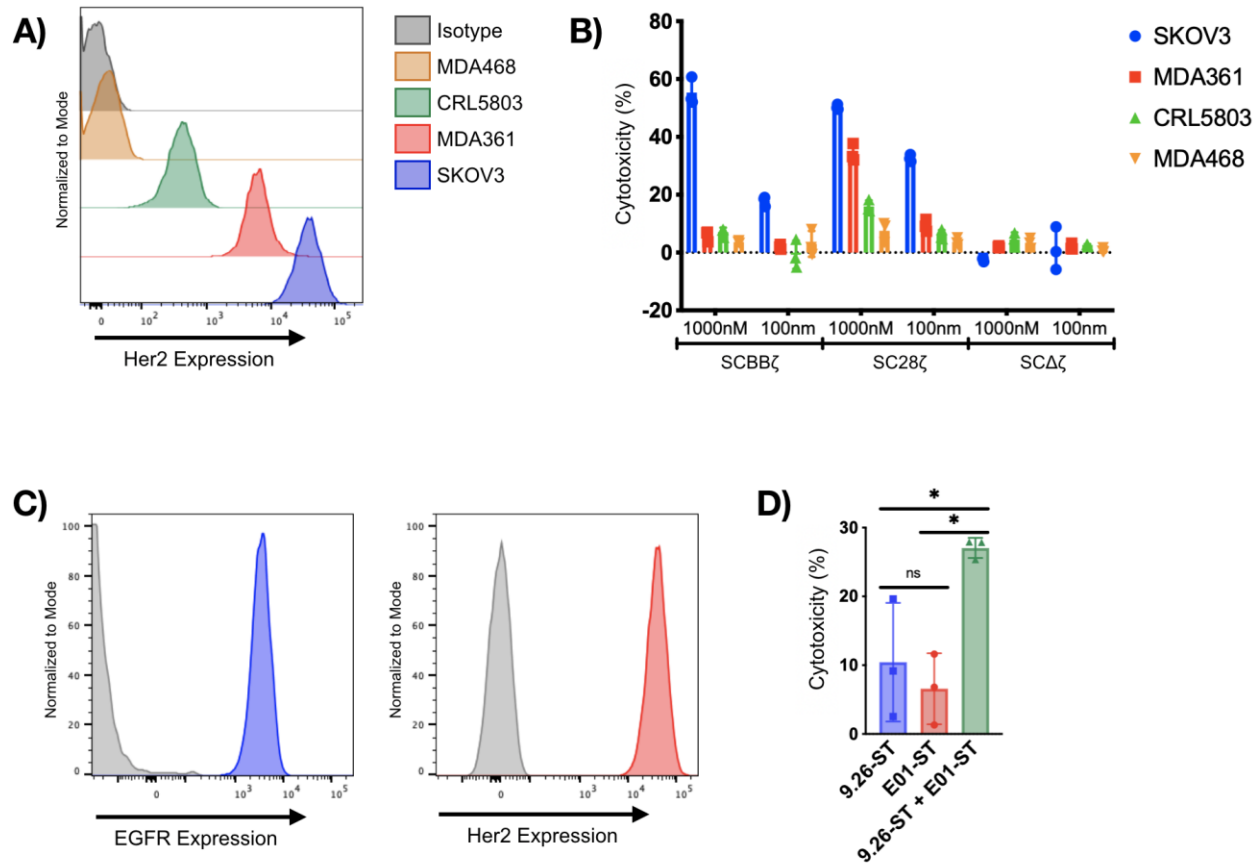 A)
Normalized to Mode
0 10² 10³ 10⁴ 10⁵
Her2 Expression
Isotype
MDA468
CRL5803
MDA361
SKOV3
B)
Cytotoxicity (%)
80
60
40
20
0
-20
1000nM 100nm 1000nM 100nm 1000nM 100nm
SCBBζ SC28ζ SCΔζ
SKOV3
MDA361
CRL5803
MDA468
C)
Normalized to Mode
100
80
60
40
20
0
0 10³ 10⁴ 10⁵
EGFR Expression
Normalized to Mode
100
80
60
40
20
0
0 10³ 10⁴ 10⁵
Her2 Expression
D)
Cytotoxicity (%)
30
20
10
0
*
*
ns
9.26-ST
E01-ST
9.26-ST + E01-ST